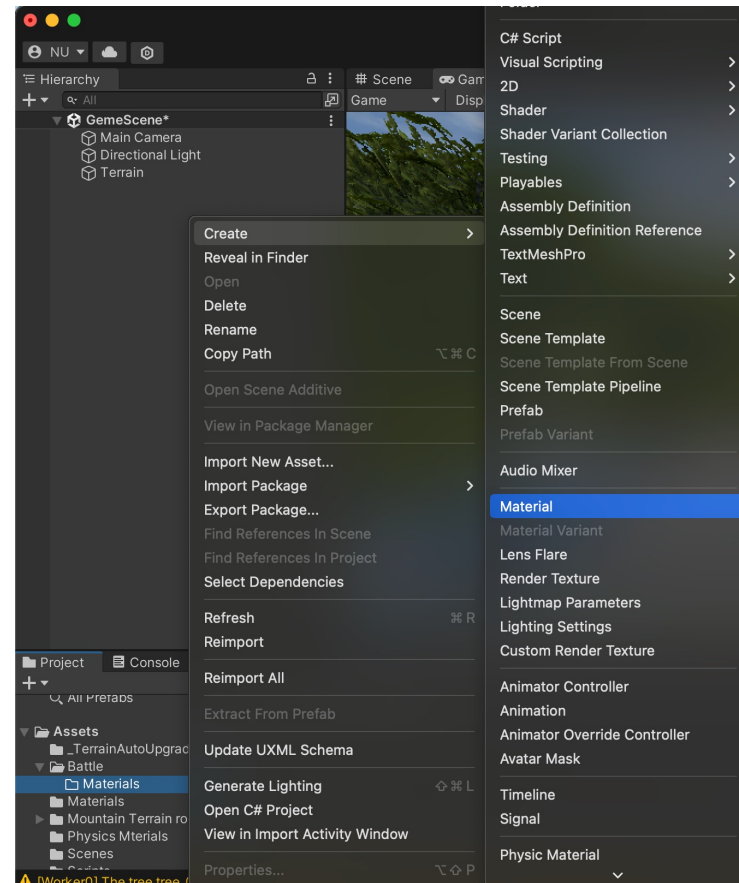 NU
Hierarchy
All
GemeScene*
Main Camera
Directional Light
Terrain
# Scene
Gam
Game
Disp
Create
Reveal in Finder
Open
Delete
Rename
Copy Path ⌥⌘C
Open Scene Additive
View in Package Manager
Import New Asset...
Import Package
Export Package...
Find References In Scene
Find References In Project
Select Dependencies
Refresh ⌘R
Reimport
Reimport All
Extract From Prefab
Update UXML Schema
Generate Lighting ⇧⌘L
Open C# Project
View in Import Activity Window
Properties... ⌥⇧P
Folder
C# Script
Visual Scripting
2D
Shader
Shader Variant Collection
Testing
Playables
Assembly Definition
Assembly Definition Reference
TextMeshPro
Text
Scene
Scene Template
Scene Template From Scene
Scene Template Pipeline
Prefab
Prefab Variant
Audio Mixer
Material
Material Variant
Lens Flare
Render Texture
Lightmap Parameters
Lighting Settings
Custom Render Texture
Animator Controller
Animation
Animator Override Controller
Avatar Mask
Timeline
Signal
Physic Material
Project
Console
All Prefabs
Assets
_TerrainAutoUpgrad
Battle
Materials
Materials
Mountain Terrain ro
Physics Mterials
Scenes
Scripts
[Worker0] The tree tree